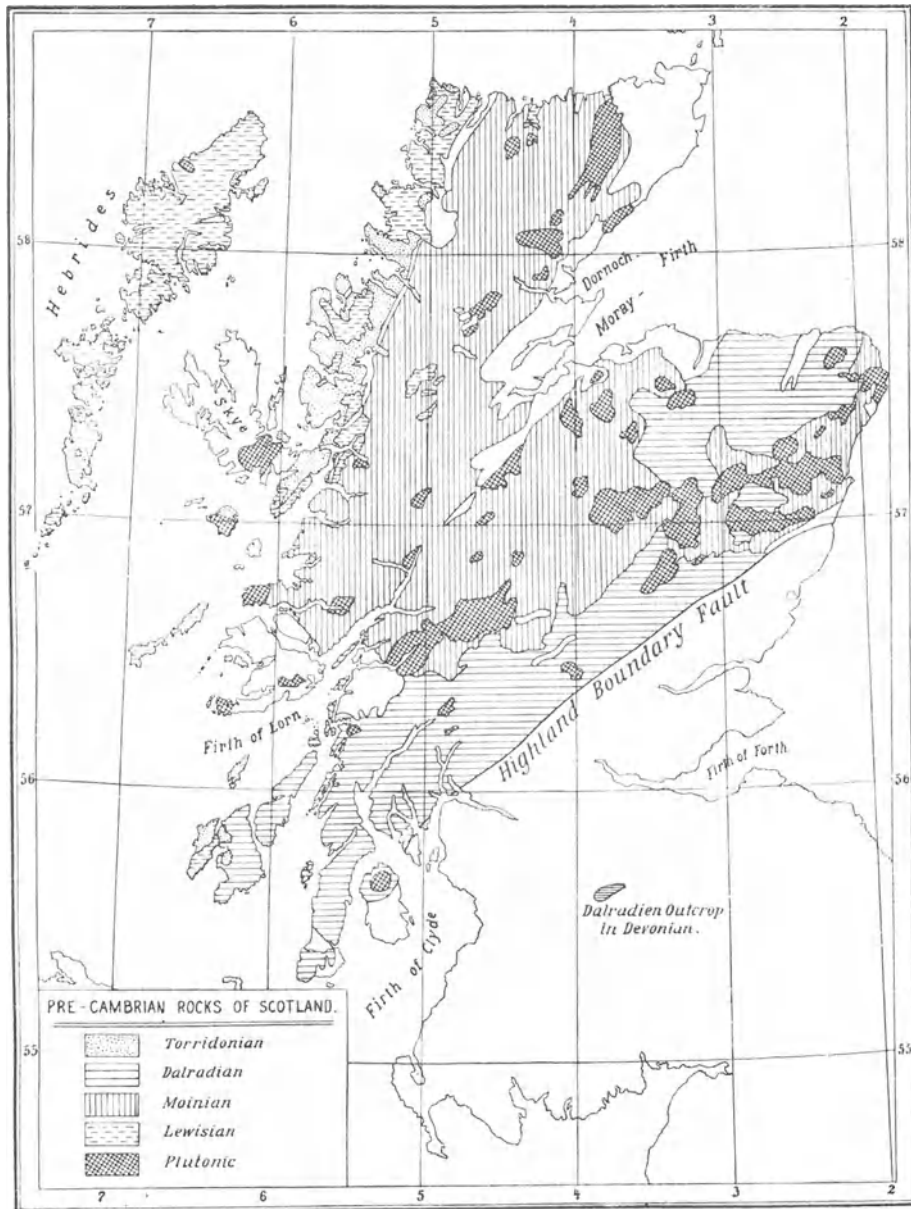 7 6 5 4 3 2
Hebrides
58 58
Dornoch Firth
Moray
Skye
57 57
Highland Boundary Fault
Firth of Lorn
Firth of Forth
56 56
Dalradien Outcrop
in Devonian.
Firth of Clyde
PRE-CAMBRIAN ROCKS OF SCOTLAND.
55 55
Torridonian
Dalradian
Moinian
Lewisian
Plutonic
7 6 5 4 3 2